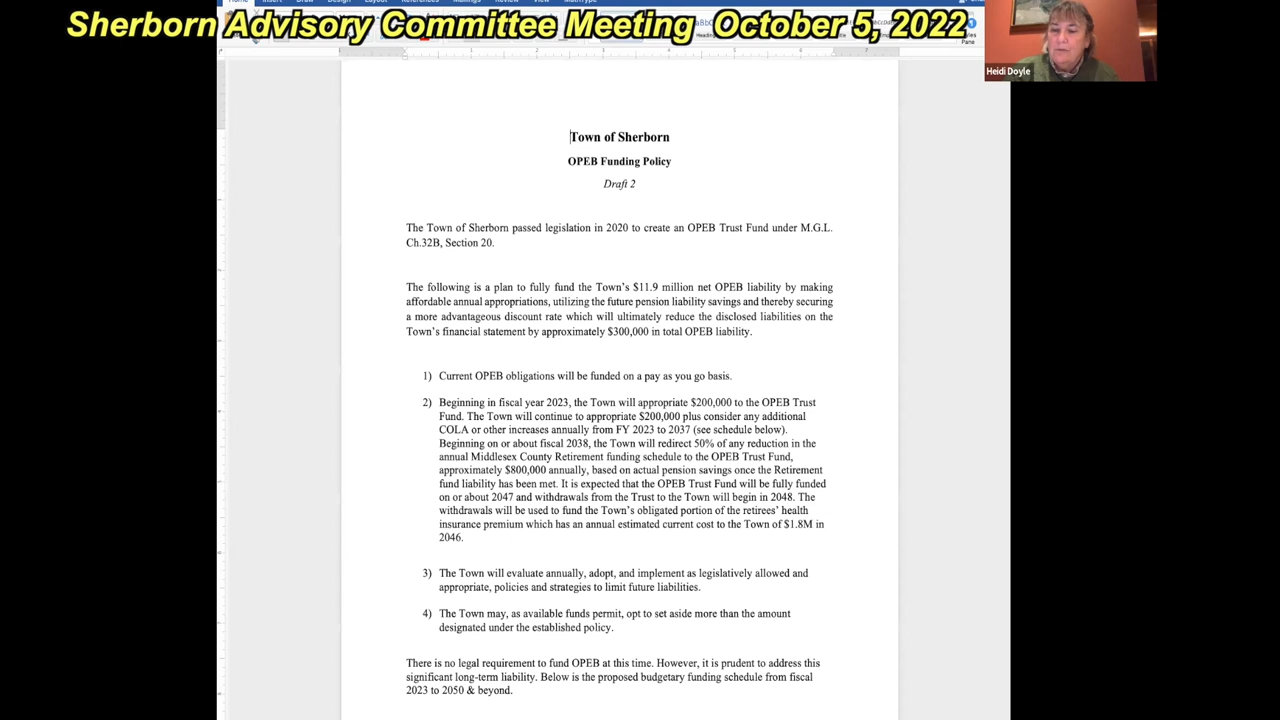 Home Insert Draw Design Layout References Mailings Review View
Sherborn Advisory Committee Meeting October 5, 2022
Heidi Doyle
Town of Sherborn
OPEB Funding Policy
Draft 2
The Town of Sherborn passed legislation in 2020 to create an OPEB Trust Fund under M.G.L.
Ch.32B, Section 20.
The following is a plan to fully fund the Town's $11.9 million net OPEB liability by making
affordable annual appropriations, utilizing the future pension liability savings and thereby securing
a more advantageous discount rate which will ultimately reduce the disclosed liabilities on the
Town's financial statement by approximately $300,000 in total OPEB liability.
1) Current OPEB obligations will be funded on a pay as you go basis.
2) Beginning in fiscal year 2023, the Town will appropriate $200,000 to the OPEB Trust
Fund. The Town will continue to appropriate $200,000 plus consider any additional
COLA or other increases annually from FY 2023 to 2037 (see schedule below).
Beginning on or about fiscal 2038, the Town will redirect 50% of any reduction in the
annual Middlesex County Retirement funding schedule to the OPEB Trust Fund,
approximately $800,000 annually, based on actual pension savings once the Retirement
fund liability has been met. It is expected that the OPEB Trust Fund will be fully funded
on or about 2047 and withdrawals from the Trust to the Town will begin in 2048. The
withdrawals will be used to fund the Town's obligated portion of the retirees' health
insurance premium which has an annual estimated current cost to the Town of $1.8M in
2046.
3) The Town will evaluate annually, adopt, and implement as legislatively allowed and
appropriate, policies and strategies to limit future liabilities.
4) The Town may, as available funds permit, opt to set aside more than the amount
designated under the established policy.
There is no legal requirement to fund OPEB at this time. However, it is prudent to address this
significant long-term liability. Below is the proposed budgetary funding schedule from fiscal
2023 to 2050 & beyond.